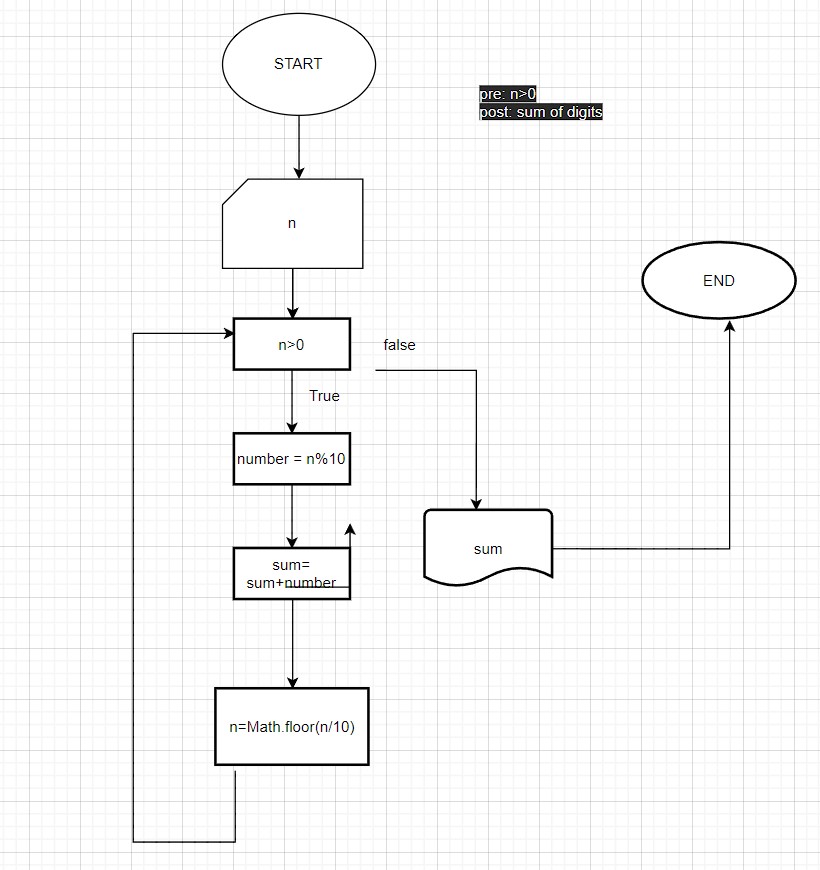 START
pre: n>0
post: sum of digits
n
END
n>0
false
True
number = n%10
sum=
sum+number
sum
n=Math.floor(n/10)